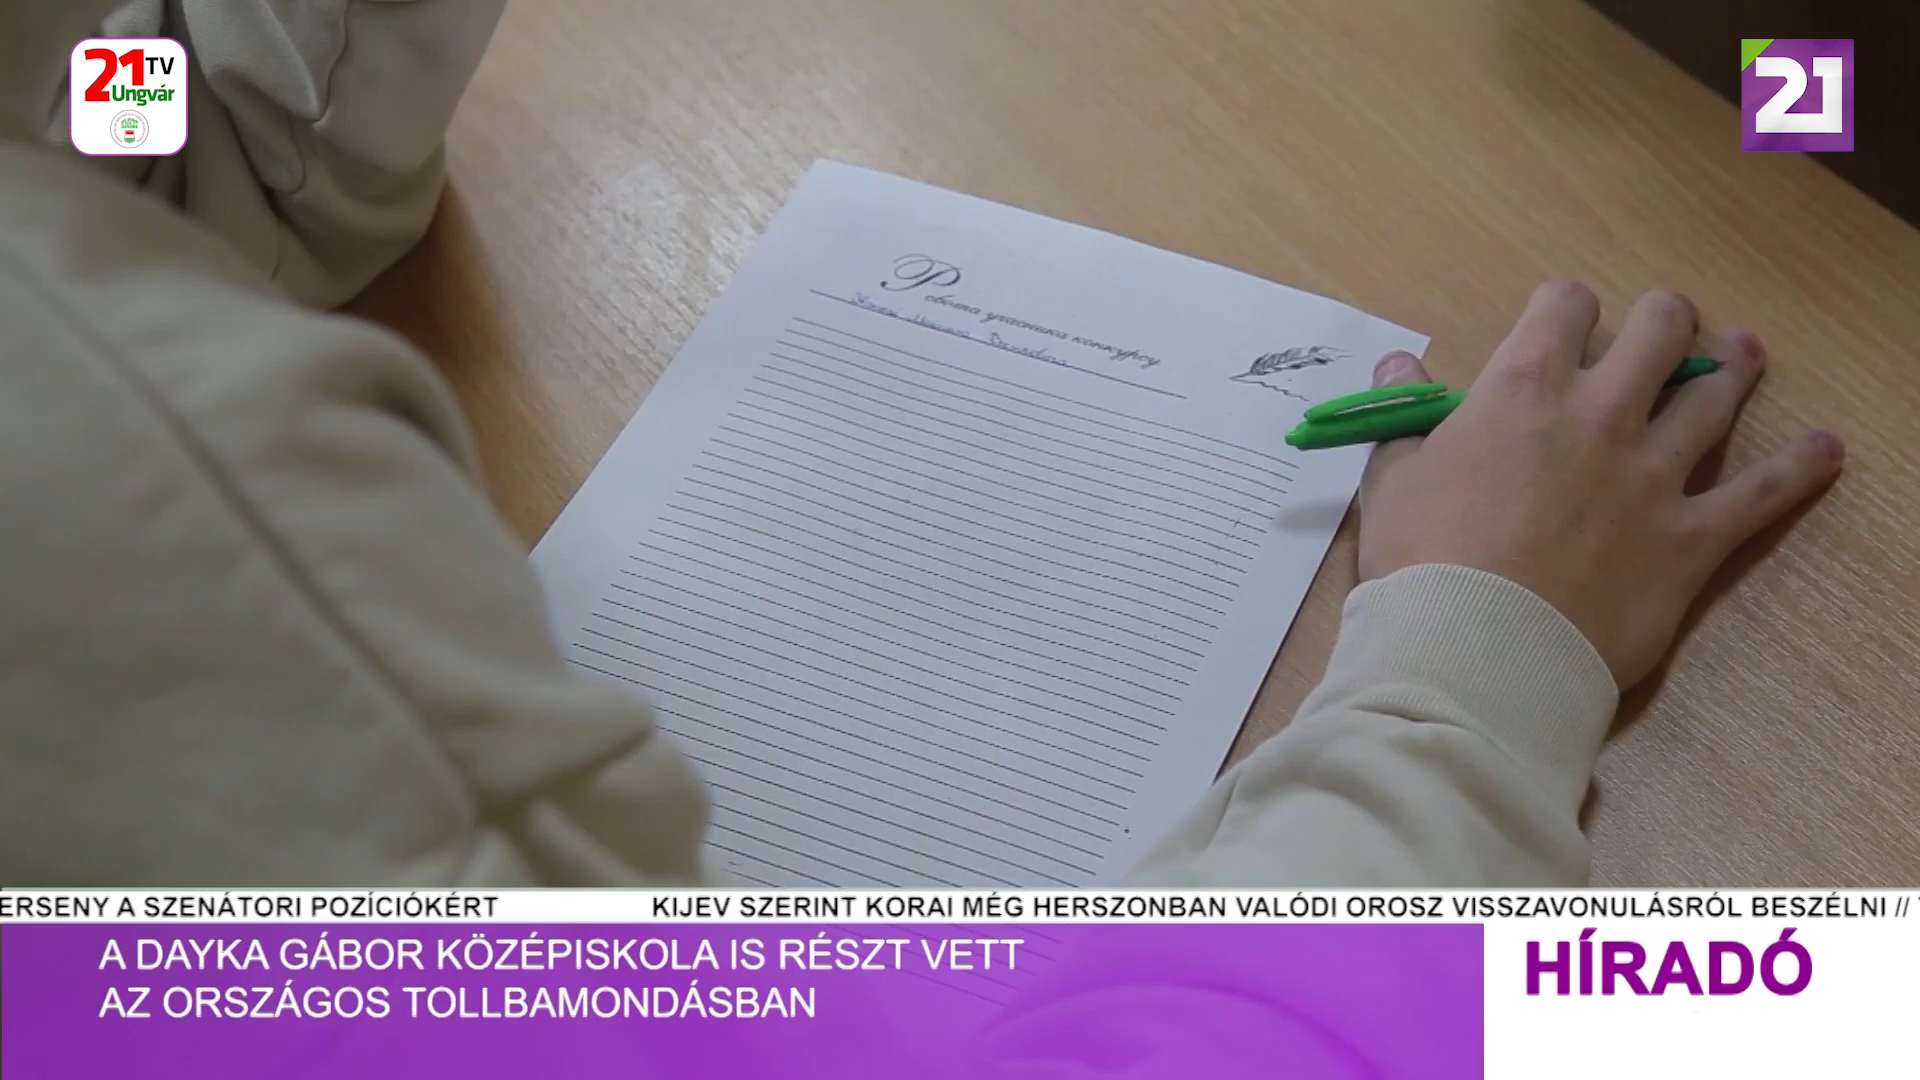 21 TV
Ungvár
21
Робота учасника конкурсу
ERSENY A SZENÁTORI POZÍCIÓKÉRT KIJEV SZERINT KORAI MÉG HERSZONBAN VALÓDI OROSZ VISSZAVONULÁSRÓL BESZÉLNI //
A DAYKA GÁBOR KÖZÉPISKOLA IS RÉSZT VETT
AZ ORSZÁGOS TOLLBAMONDÁSBAN
HÍRADÓ